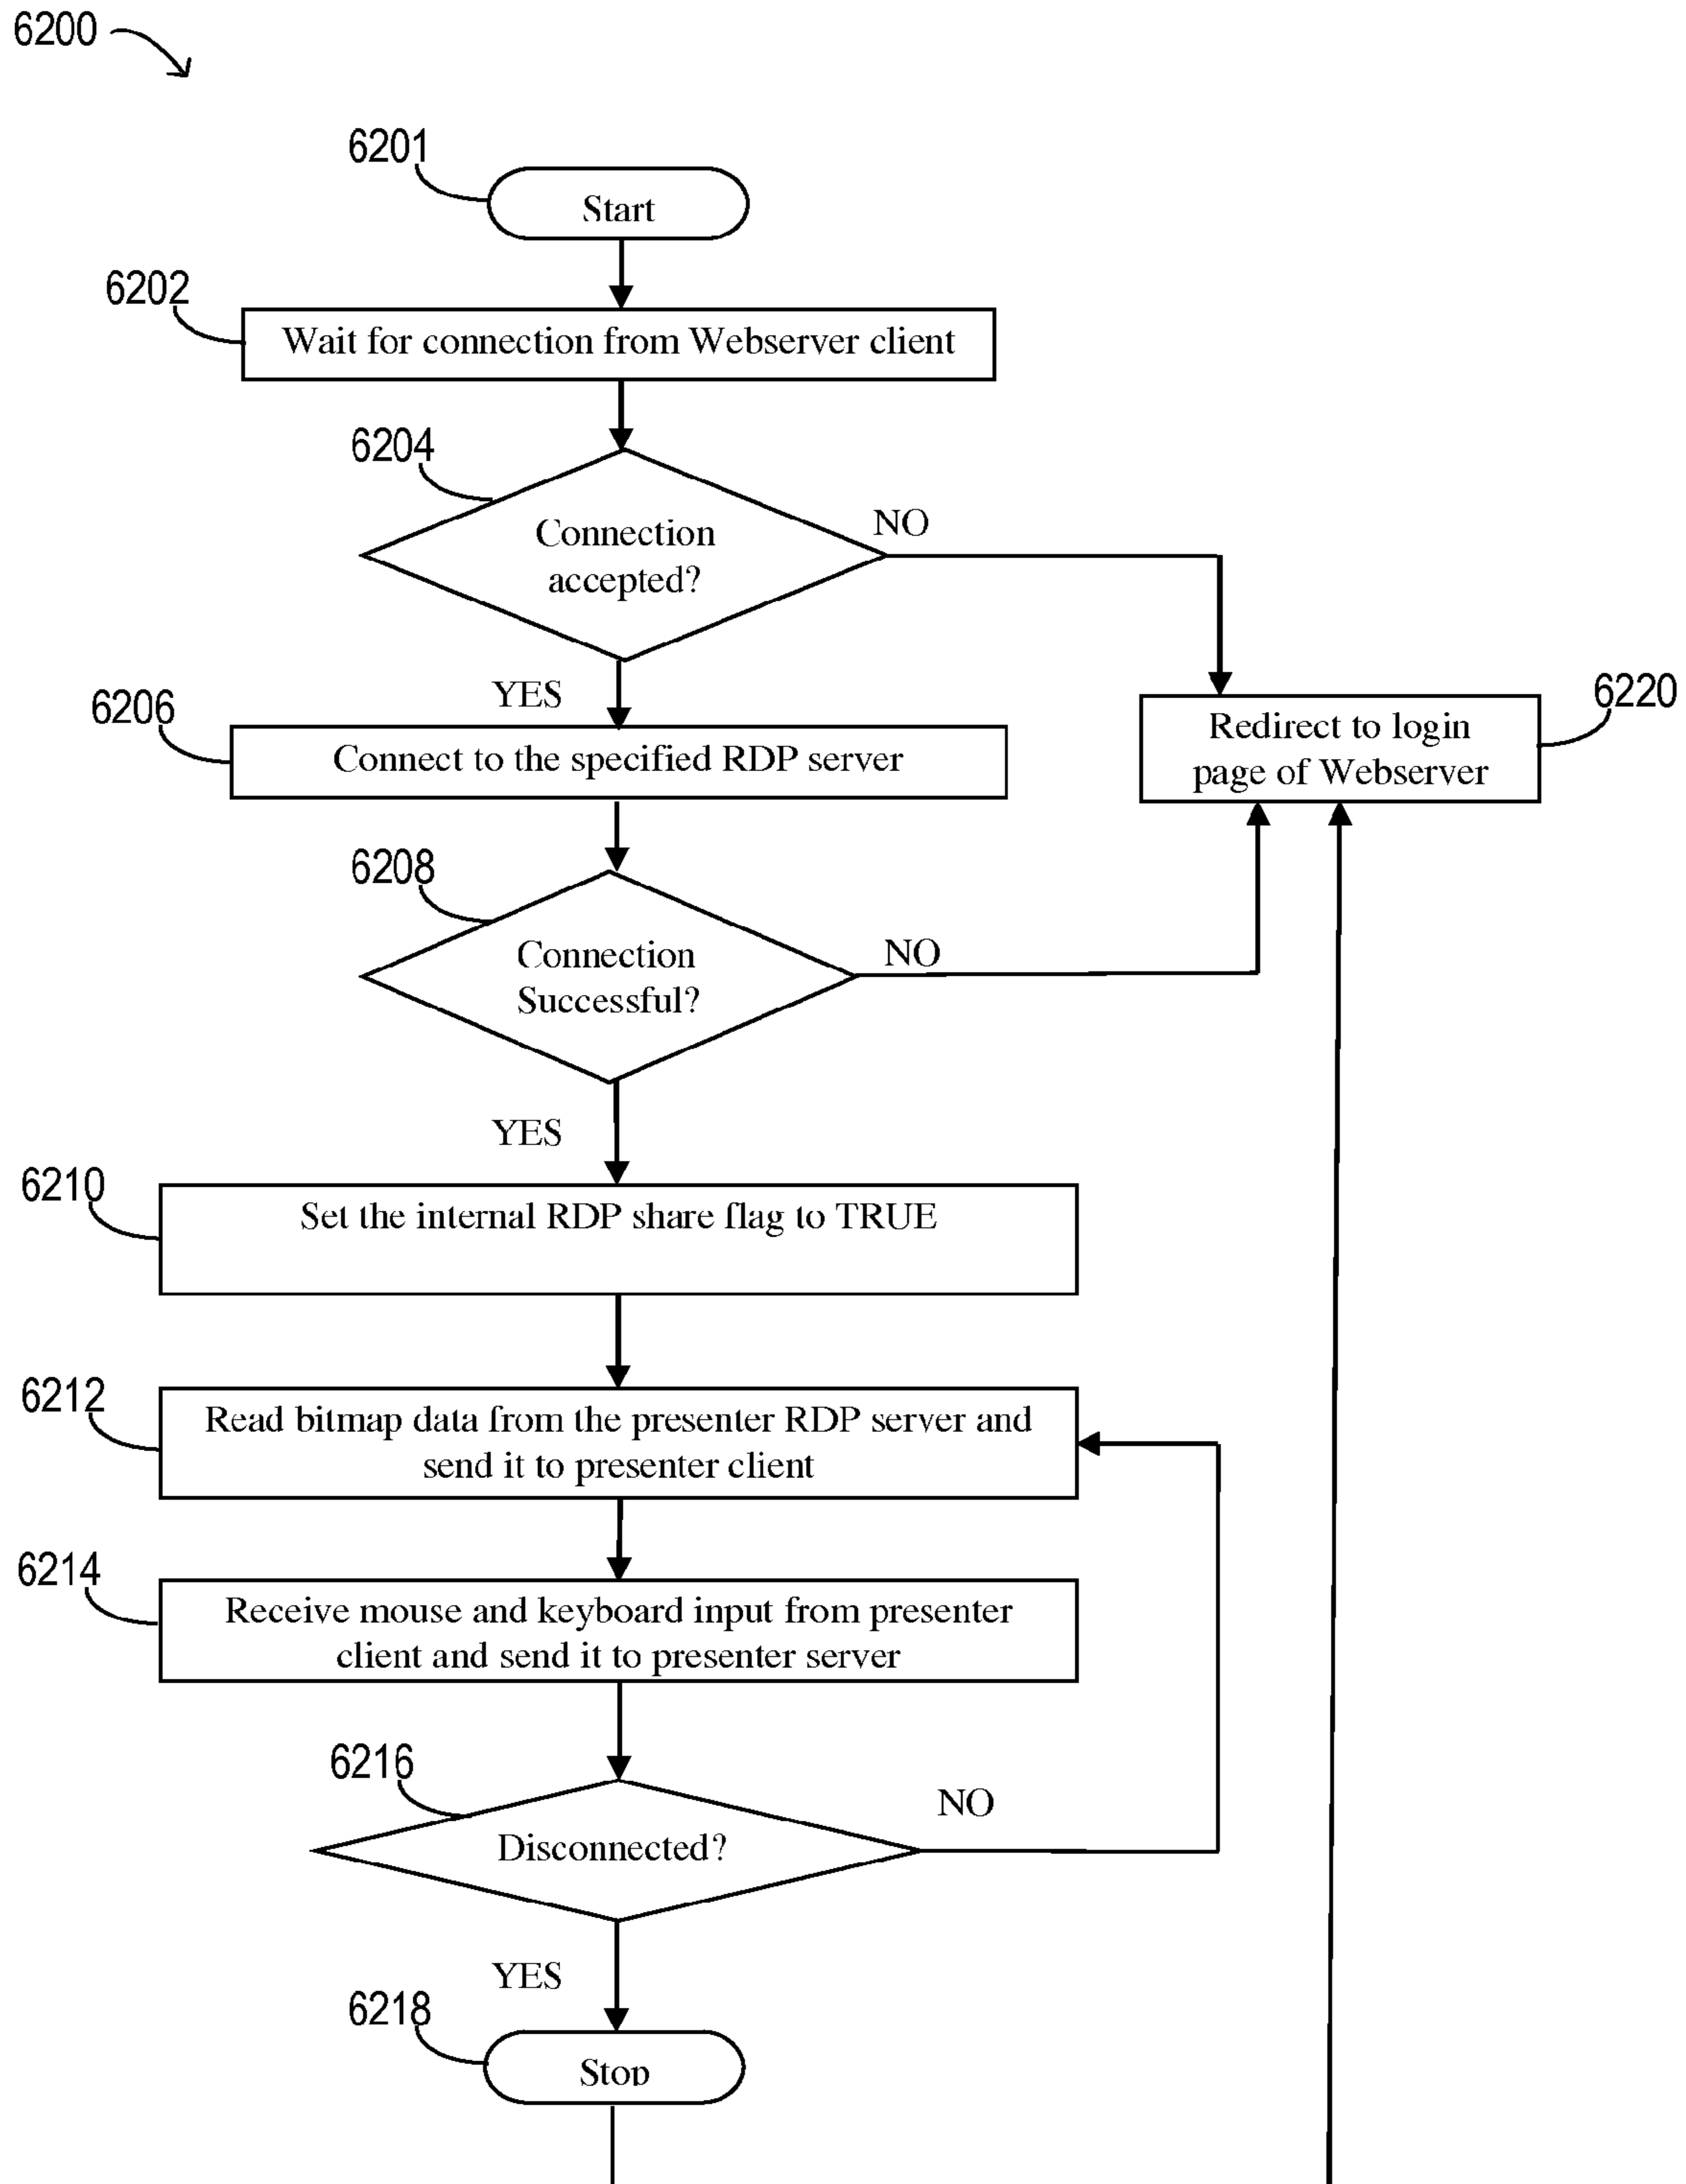 6200
6201
Start
6202
Wait for connection from Webserver client
6204
Connection
accepted?
NO
YES
6206
Connect to the specified RDP server
6220
Redirect to login
page of Webserver
6208
Connection
Successful?
NO
YES
6210
Set the internal RDP share flag to TRUE
6212
Read bitmap data from the presenter RDP server and
send it to presenter client
6214
Receive mouse and keyboard input from presenter
client and send it to presenter server
6216
Disconnected?
NO
YES
6218
Stop